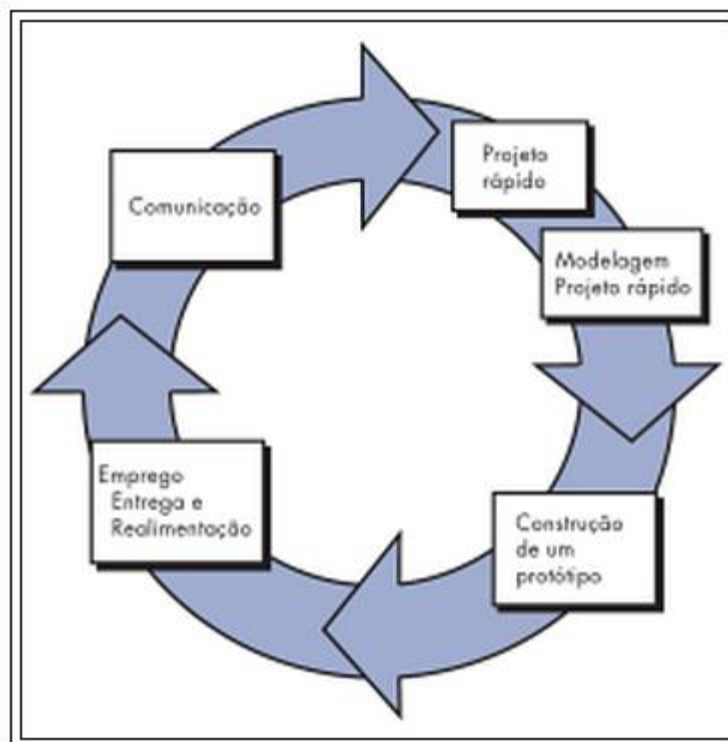 Comunicação
Projeto
rápido
Modelagem
Projeto rápido
Construção
de um
protótipo
Emprego
Entrega e
Realimentação